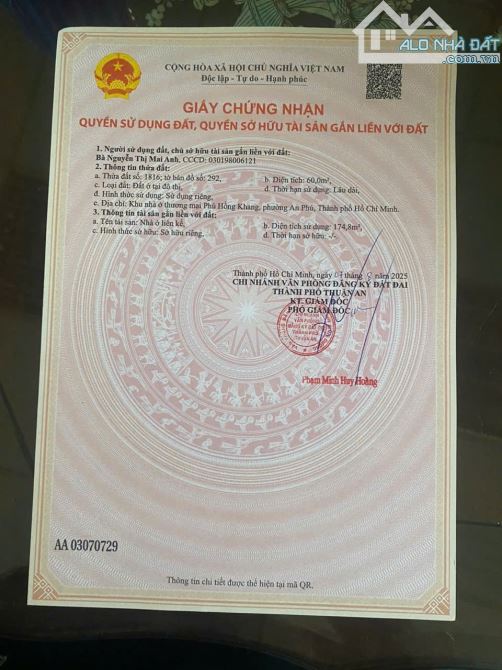 ALO NHÀ ĐẤT
.com.vn
CỘNG HÒA XÃ HỘI CHỦ NGHĨA VIỆT NAM
Độc lập - Tự do - Hạnh phúc
GIẤY CHỨNG NHẬN
QUYỀN SỬ DỤNG ĐẤT, QUYỀN SỞ HỮU TÀI SẢN GẮN LIỀN VỚI ĐẤT
1. Người sử dụng đất, chủ sở hữu tài sản gắn liền với đất:
Bà Nguyễn Thị Mai Anh, CCCD: 030198006121
2. Thông tin thửa đất:
a. Thửa đất số: 1816; tờ bản đồ số: 292, b. Diện tích: 60,0m²,
c. Loại đất: Đất ở tại đô thị, d. Thời hạn sử dụng: Lâu dài,
đ. Hình thức sử dụng: Sử dụng riêng,
e. Địa chỉ: Khu nhà ở thương mại Phú Hồng Khang, phường An Phú, Thành phố Hồ Chí Minh.
3. Thông tin tài sản gắn liền với đất:
a. Tên tài sản: Nhà ở liền kề, b. Diện tích sử dụng: 174,8m²,
c. Hình thức sở hữu: Sở hữu riêng, d. Thời hạn sở hữu: -/-
Thành phố Hồ Chí Minh, ngày 07 tháng 8 năm 2025
CHI NHÁNH VĂN PHÒNG ĐĂNG KÝ ĐẤT ĐAI
THÀNH PHỐ THUẬN AN
KT. GIÁM ĐỐC
PHÓ GIÁM ĐỐC
Phạm Minh Huy Hoàng
AA 03070729
Thông tin chi tiết được thể hiện tại mã QR.